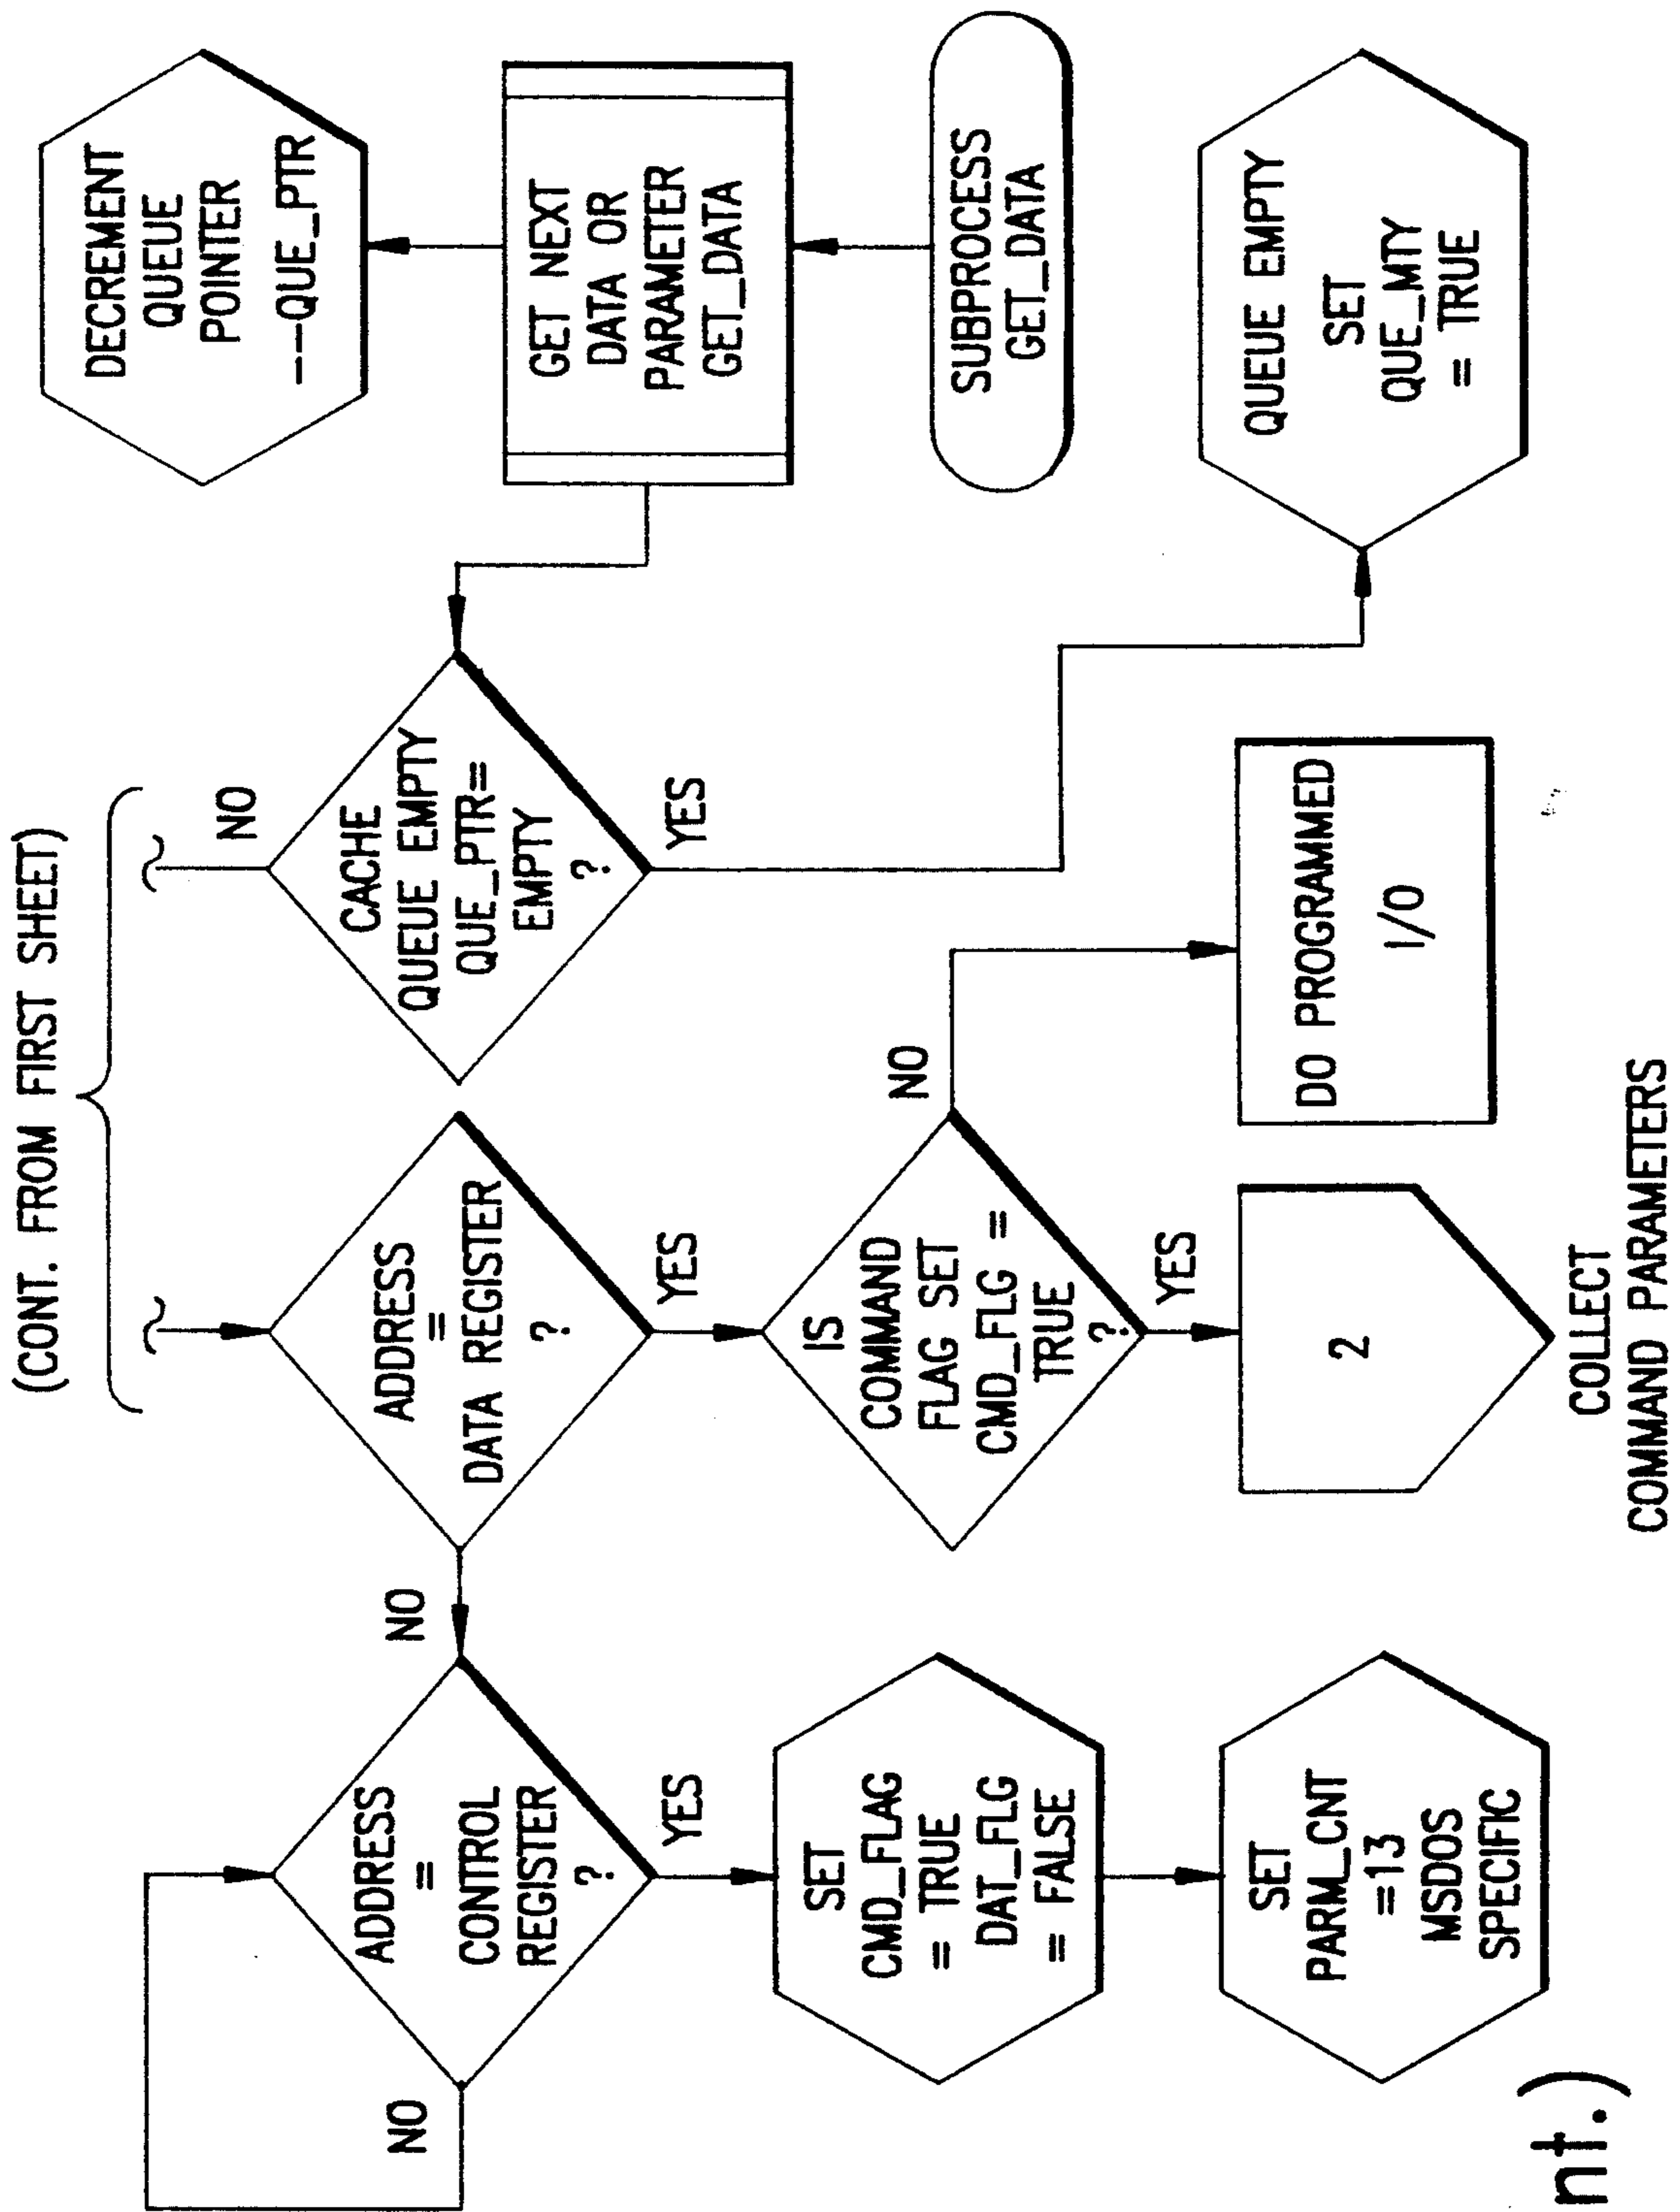 (CONT. FROM FIRST SHEET)
NO
ADDRESS
=
CONTROL
REGISTER
?
YES
SET
CMD_FLAG
= TRUE
DAT_FLG
= FALSE
SET
PARM_CNT
=13
MSDOS
SPECIFIC
NO
ADDRESS
=
DATA REGISTER
?
YES
IS
COMMAND
FLAG SET
CMD_FLG =
TRUE
?
YES
2
COLLECT
COMMAND PARAMETERS
NO
DO PROGRAMMED
I/O
NO
CACHE
QUEUE EMPTY
QUE_PTR=
EMPTY
?
YES
DECREMENT
QUEUE
POINTER
--QUE_PTR
GET NEXT
DATA OR
PARAMETER
GET_DATA
SUBPROCESS
GET_DATA
QUEUE EMPTY
SET
QUE_MTY
= TRUE
nt.)